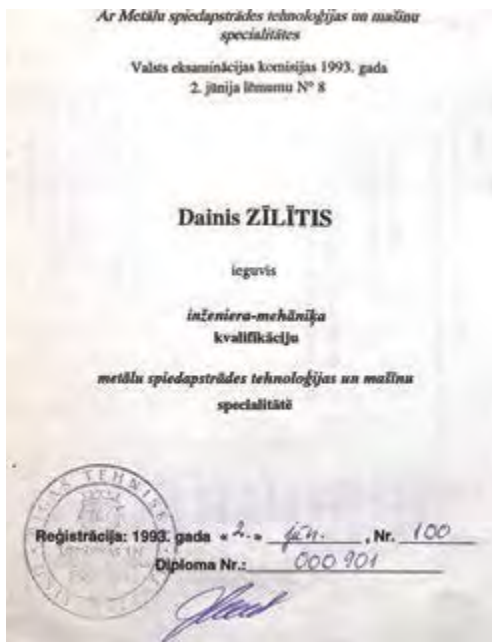 Ar Metālu spiedapstrādes tehnoloģijas un mašīnu
specialitātes
Valsts eksaminācijas komisijas 1993. gada
2. jūnija lēmumu Nº 8
Dainis ZĪLĪTIS
ieguvis
inženiera-mehāniķa
kvalifikāciju
metālu spiedapstrādes tehnoloģijas un mašīnu
specialitātē
Reģistrācija: 1993. gada « 2. » jūn. , Nr. 100
Diploma Nr.: 000 901